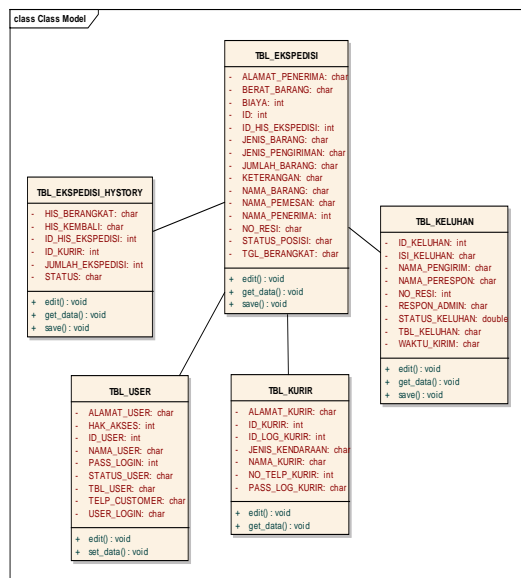 class Class Model
TBL_EKSPEDISI
- ALAMAT_PENERIMA: char
- BERAT_BARANG: char
- BIAYA: int
- ID: int
- ID_HIS_EKSPEDISI: int
- JENIS_BARANG: char
- JENIS_PENGIRIMAN: char
- JUMLAH_BARANG: char
- KETERANGAN: char
- NAMA_BARANG: char
- NAMA_PEMESAN: char
- NAMA_PENERIMA: int
- NO_RESI: char
- STATUS_POSISI: char
- TGL_BERANGKAT: char
+ edit() : void
+ get_data() : void
+ save() : void
TBL_EKSPEDISI_HYSTORY
- HIS_BERANGKAT: char
- HIS_KEMBALI: char
- ID_HIS_EKSPEDISI: int
- ID_KURIR: int
- JUMLAH_EKSPEDISI: int
- STATUS: char
+ edit() : void
+ get_data() : void
+ save() : void
TBL_KELUHAN
- ID_KELUHAN: int
- ISI_KELUHAN: char
- NAMA_PENGIRIM: char
- NAMA_PERESPON: char
- NO_RESI: int
- RESPON_ADMIN: char
- STATUS_KELUHAN: double
- TBL_KELUHAN: char
- WAKTU_KIRIM: char
+ edit() : void
+ get_data() : void
+ save() : void
TBL_USER
- ALAMAT_USER: char
- HAK_AKSES: int
- ID_USER: int
- NAMA_USER: char
- PASS_LOGIN: int
- STATUS_USER: char
- TBL_USER: char
- TELP_CUSTOMER: char
- USER_LOGIN: char
+ edit() : void
+ set_data() : void
TBL_KURIR
- ALAMAT_KURIR: char
- ID_KURIR: int
- ID_LOG_KURIR: int
- JENIS_KENDARAAN: char
- NAMA_KURIR: char
- NO_TELP_KURIR: int
- PASS_LOG_KURIR: char
+ edit() : void
+ get_data() : void